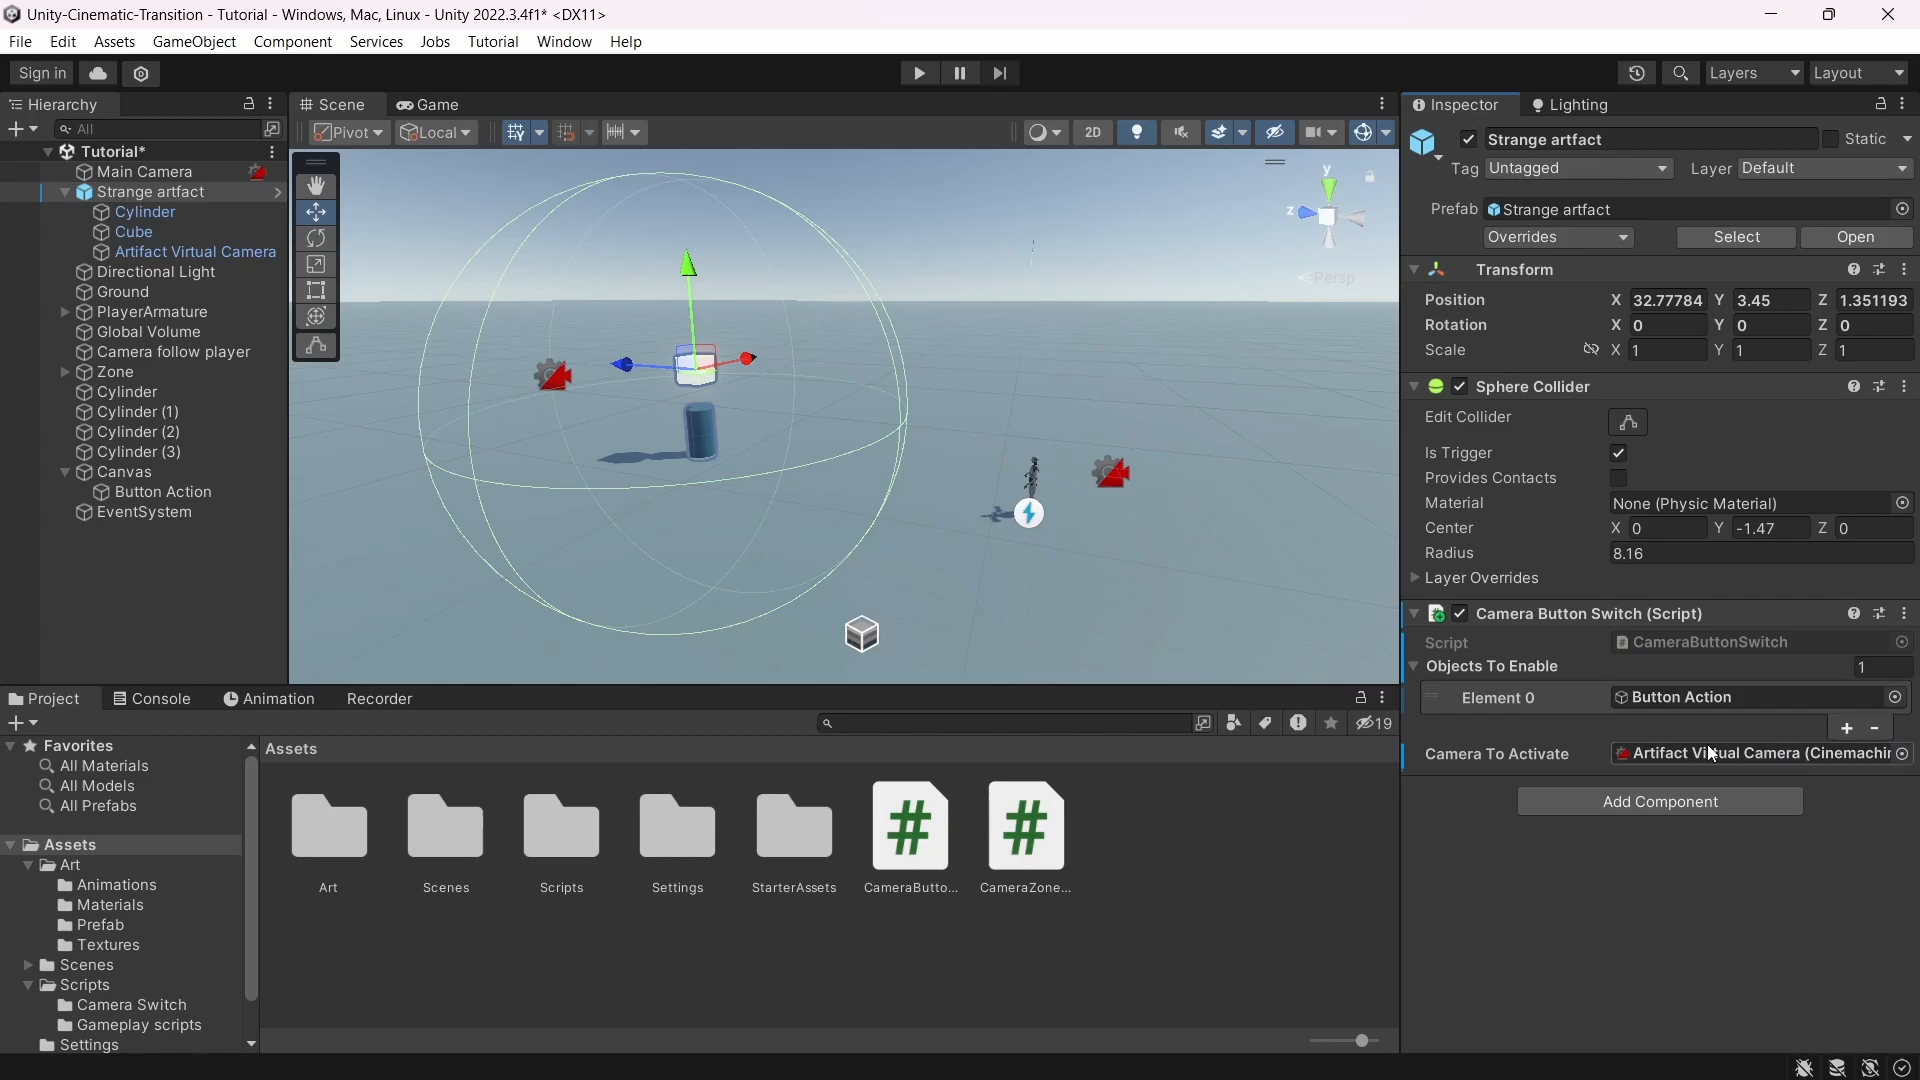 Unity-Cinematic-Transition - Tutorial - Windows, Mac, Linux - Unity 2022.3.4f1* <DX11>
File Edit Assets GameObject Component Services Jobs Tutorial Window Help
Sign in
Layers
Layout
Hierarchy
All
Tutorial*
Main Camera
Strange artfact
Cylinder
Cube
Artifact Virtual Camera
Directional Light
Ground
PlayerArmature
Global Volume
Camera follow player
Zone
Cylinder
Cylinder (1)
Cylinder (2)
Cylinder (3)
Canvas
Button Action
EventSystem
Scene Game
Pivot Local 2D
y
z
Persp
Inspector Lighting
Strange artfact Static
Tag Untagged Layer Default
Prefab Strange artfact
Overrides Select Open
Transform
Position X 32.77784 Y 3.45 Z 1.351193
Rotation X 0 Y 0 Z 0
Scale X 1 Y 1 Z 1
Sphere Collider
Edit Collider
Is Trigger
Provides Contacts
Material None (Physic Material)
Center X 0 Y -1.47 Z 0
Radius 8.16
Layer Overrides
Camera Button Switch (Script)
Script # CameraButtonSwitch
Objects To Enable 1
Element 0 Button Action
+ -
Camera To Activate Artifact Virtual Camera (Cinemachin
Add Component
Project Console Animation Recorder
19
Favorites
All Materials
All Models
All Prefabs
Assets
Art
Animations
Materials
Prefab
Textures
Scenes
Scripts
Camera Switch
Gameplay scripts
Settings
Assets
# #
Art Scenes Scripts Settings StarterAssets CameraButto... CameraZone...